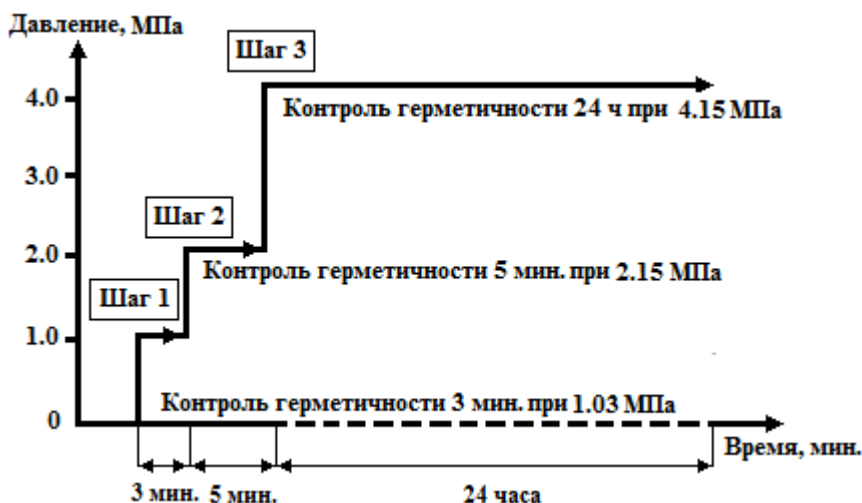 Давление, МПа
Шаг 3
4.0
Контроль герметичности 24 ч при 4.15 МПа
3.0
Шаг 2
2.0
Контроль герметичности 5 мин. при 2.15 МПа
Шаг 1
1.0
Контроль герметичности 3 мин. при 1.03 МПа
0
Время, мин.
3 мин. 5 мин. 24 часа